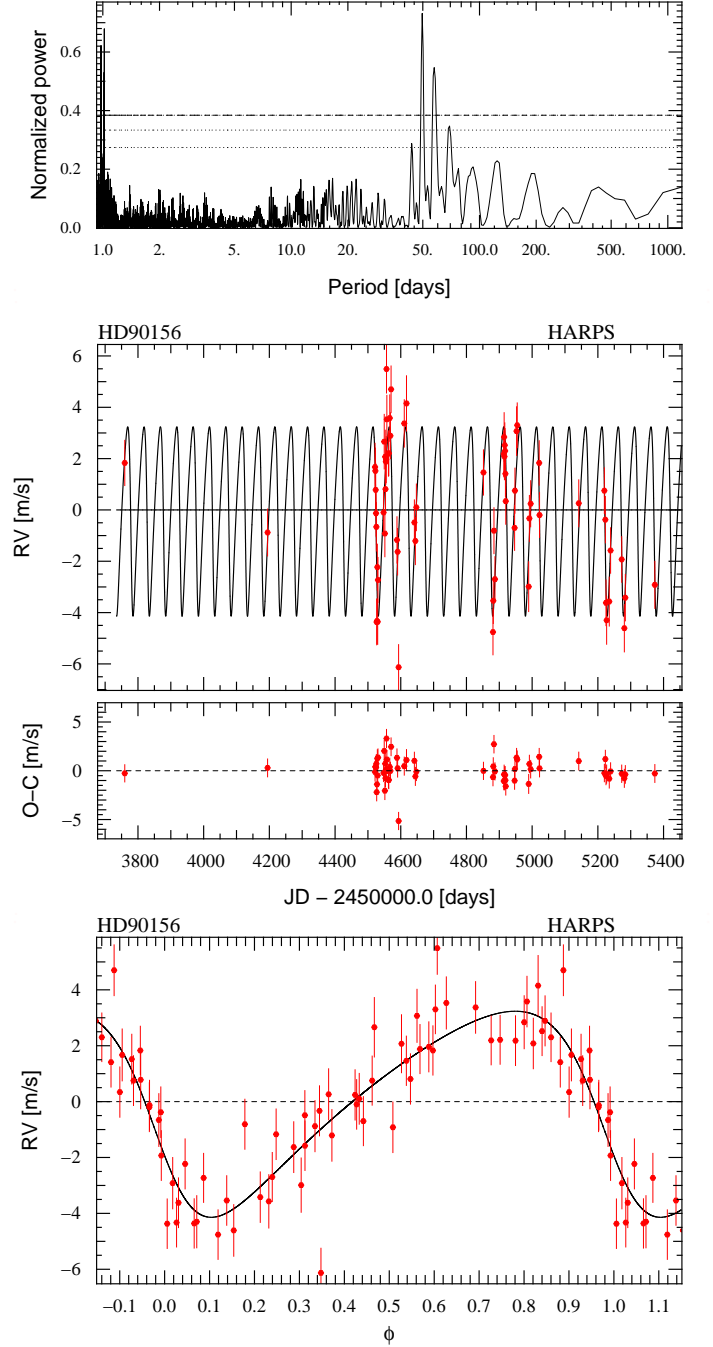 0.6
0.4
0.2
0.0
Normalized power
1.0 2. 5. 10.0 20. 50. 100.0 200. 500. 1000.
Period [days]
HD90156 HARPS
6
4
2
0
−2
−4
−6
RV [m/s]
5
0
−5
O−C [m/s]
3800 4000 4200 4400 4600 4800 5000 5200 5400
JD − 2450000.0 [days]
HD90156 HARPS
4
2
0
−2
−4
−6
RV [m/s]
−0.1 0.0 0.1 0.2 0.3 0.4 0.5 0.6 0.7 0.8 0.9 1.0 1.1
ϕ